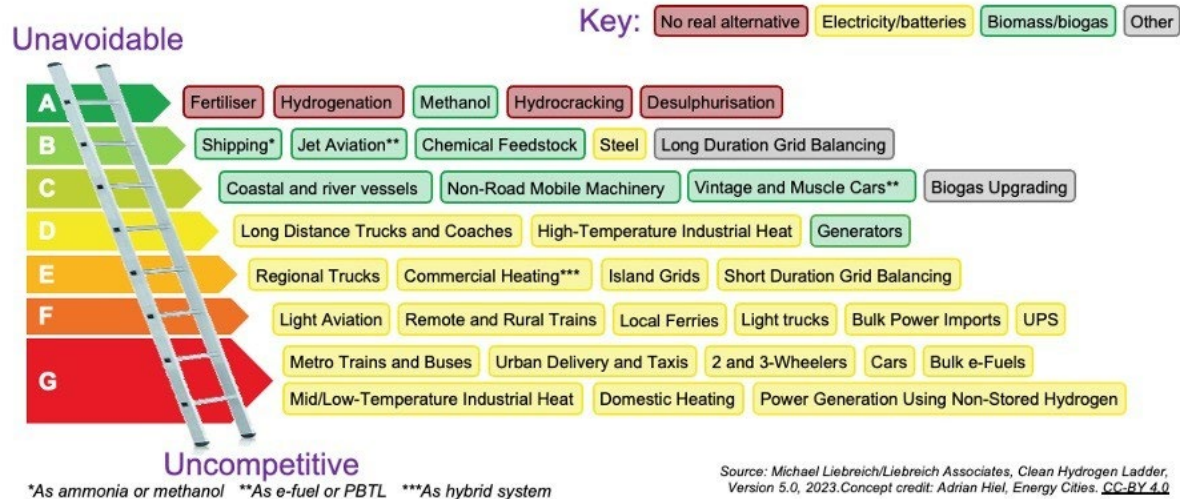 Key: No real alternative Electricity/batteries Biomass/biogas Other
Unavoidable
A Fertiliser Hydrogenation Methanol Hydrocracking Desulphurisation
B Shipping* Jet Aviation** Chemical Feedstock Steel Long Duration Grid Balancing
C Coastal and river vessels Non-Road Mobile Machinery Vintage and Muscle Cars** Biogas Upgrading
D Long Distance Trucks and Coaches High-Temperature Industrial Heat Generators
E Regional Trucks Commercial Heating*** Island Grids Short Duration Grid Balancing
F Light Aviation Remote and Rural Trains Local Ferries Light trucks Bulk Power Imports UPS
G Metro Trains and Buses Urban Delivery and Taxis 2 and 3-Wheelers Cars Bulk e-Fuels
Mid/Low-Temperature Industrial Heat Domestic Heating Power Generation Using Non-Stored Hydrogen
Uncompetitive
*As ammonia or methanol **As e-fuel or PBTL ***As hybrid system
Source: Michael Liebreich/Liebreich Associates, Clean Hydrogen Ladder,
Version 5.0, 2023.Concept credit: Adrian Hiel, Energy Cities. CC-BY 4.0